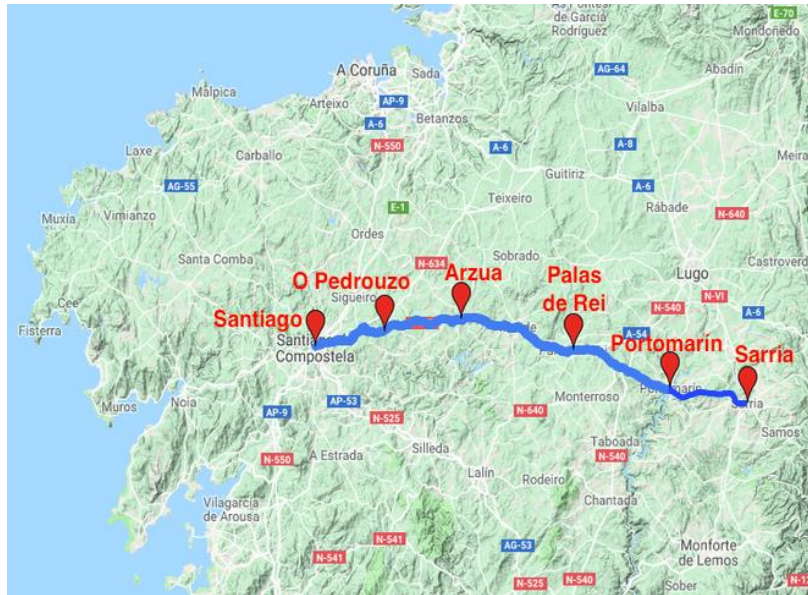 As Pontes
de García
Rodríguez
E-70
Mondoñedo
A Coruña
Sada
AG-64
Abadín
Malpica
Arteixo
AP-9
Betanzos
Vilalba
A-6
Laxe
Carballo
N-550
A-6
A-8
Meira
Guitiriz
A-6
AG-55
Teixeiro
Rábade
N-640
Muxía
Vimianzo
E-1
Ordes
Castroverd
Santa Comba
N-634
Sobrado
Lugo
Cee
O Pedrouzo
Arzua
Palas
de Rei
N-540
N-VI
Sigüeiro
Fisterra
Santiago
A-54
A-6
Portomarín
Sarria
Santiago
Compostela
de
Muros
Noia
AP-9
AP-53
Monterroso
Sarria
N-525
N-640
Samos
Silleda
Taboada
A Estrada
N-550
Lalín
N-540
Rodeiro
Chantada
Vilagarcía
de Arousa
N-541
AG-53
Monforte
de Lemos
N-541
N-525
N-540
Sober